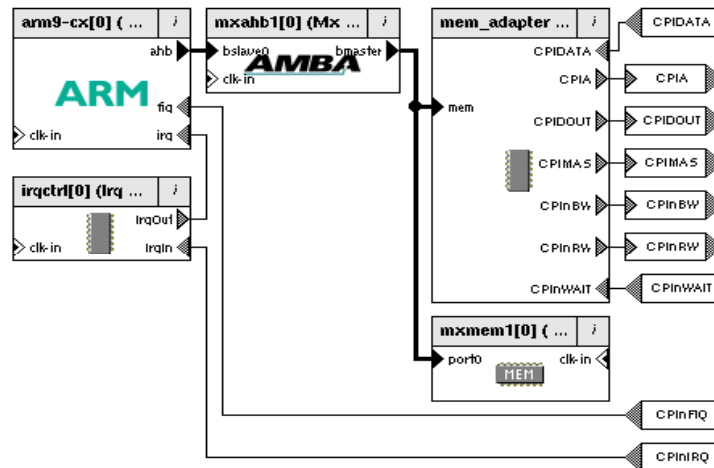 arm9-cx[0] ( ... i
ahb
ARM
fiq
clk-in irq
mxahb1[0] (Mx ... i
bslave0 bmaster
AMBA
clk-in
mem_adapter ... i
CPIDATA
CPIA
mem
CPIDOUT
CPIMAS
CPInBW
CPInRW
CPInWAIT
CPIDATA
CPIA
CPIDOUT
CPIMAS
CPInBW
CPInRW
CPInWAIT
irqctrl[0] (Irq ... i
IrqOut
clk-in IrqIn
mxmem1[0] ( ... i
port0 clk-in
MEM
CPInFIQ
CPInIRQ